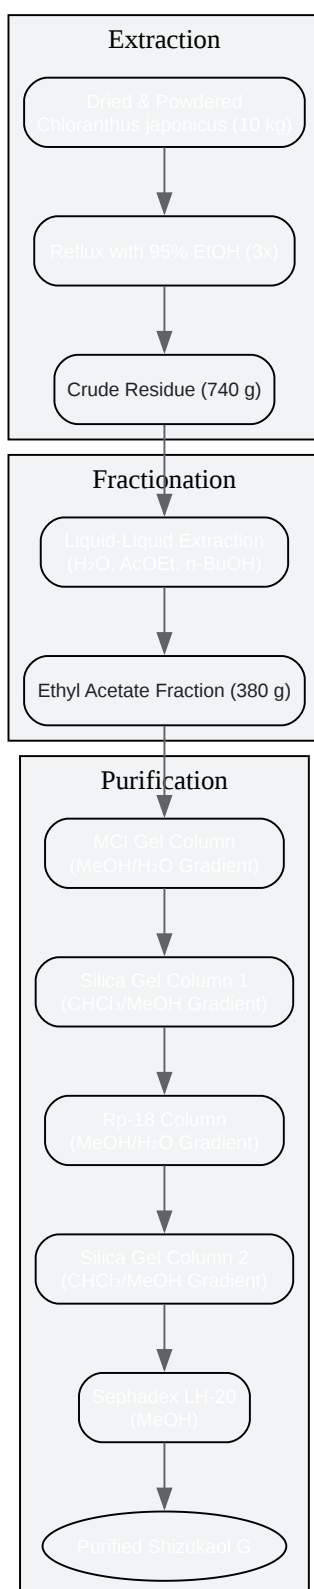 Extraction
Dried & Powdered
Chloranthus japonicus (10 kg)
Reflux with 95% EtOH (3x)
Crude Residue (740 g)
Fractionation
Liquid-Liquid Extraction
(H₂O, AcOEt, n-BuOH)
Ethyl Acetate Fraction (380 g)
Purification
MCI Gel Column
(MeOH/H₂O Gradient)
Silica Gel Column 1
(CHCl₃/MeOH Gradient)
Rp-18 Column
(MeOH/H₂O Gradient)
Silica Gel Column 2
(CHCl₃/MeOH Gradient)
Sephadex LH-20
(MeOH)
Purified Shizukaol G